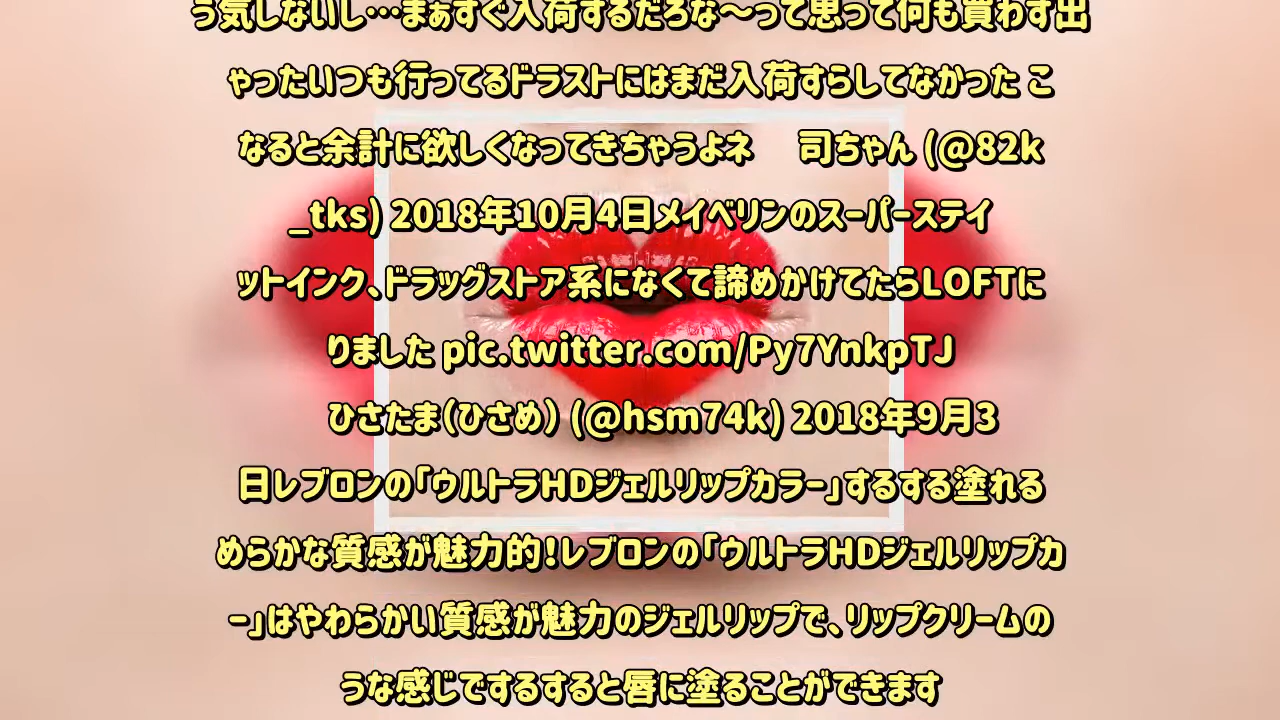 う気しないし…まぁすぐ入荷するだろな～って思って何も買わず出
ゃったいつも行ってるドラストにはまだ入荷すらしてなかった こ
なると余計に欲しくなってきちゃうよネ 司ちゃん (@82k
_tks) 2018年10月4日メイベリンのスーパーステイ
ットインク、ドラッグストア系になくて諦めかけてたらLOFTに
りました pic.twitter.com/Py7YnkpTJ
ひさたま（ひさめ） (@hsm74k) 2018年9月3
日レブロンの「ウルトラHDジェルリップカラー」するする塗れる
めらかな質感が魅力的！レブロンの「ウルトラHDジェルリップカ
ー」はやわらかい質感が魅力のジェルリップで、リップクリームの
うな感じでするすると唇に塗ることができます